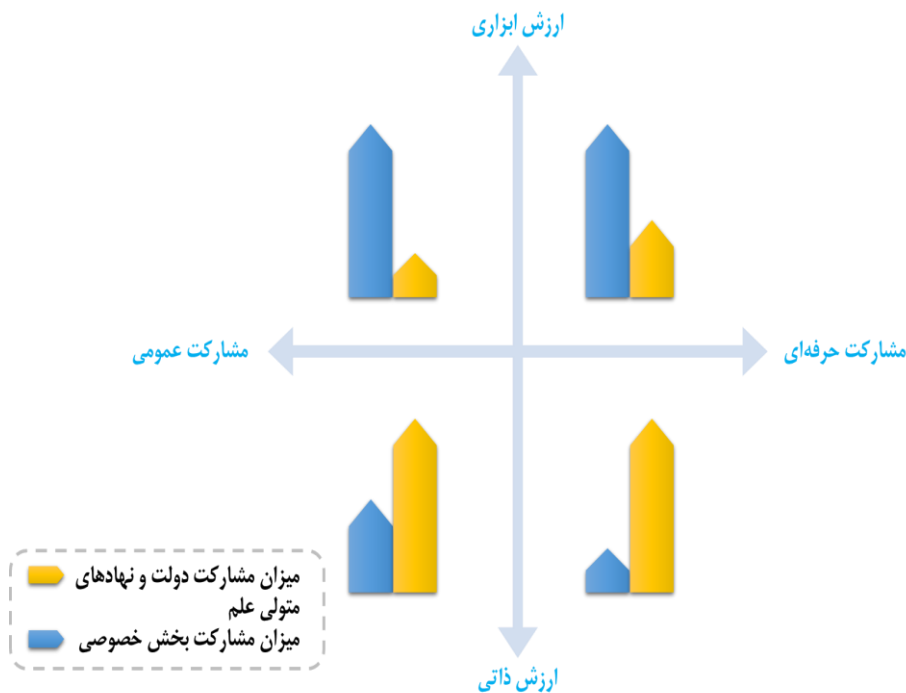 ارزش ابزاری
مشارکت حرفه‌ای
مشارکت عمومی
میزان مشارکت دولت و نهادهای
متولی علم
میزان مشارکت بخش خصوصی
ارزش ذاتی